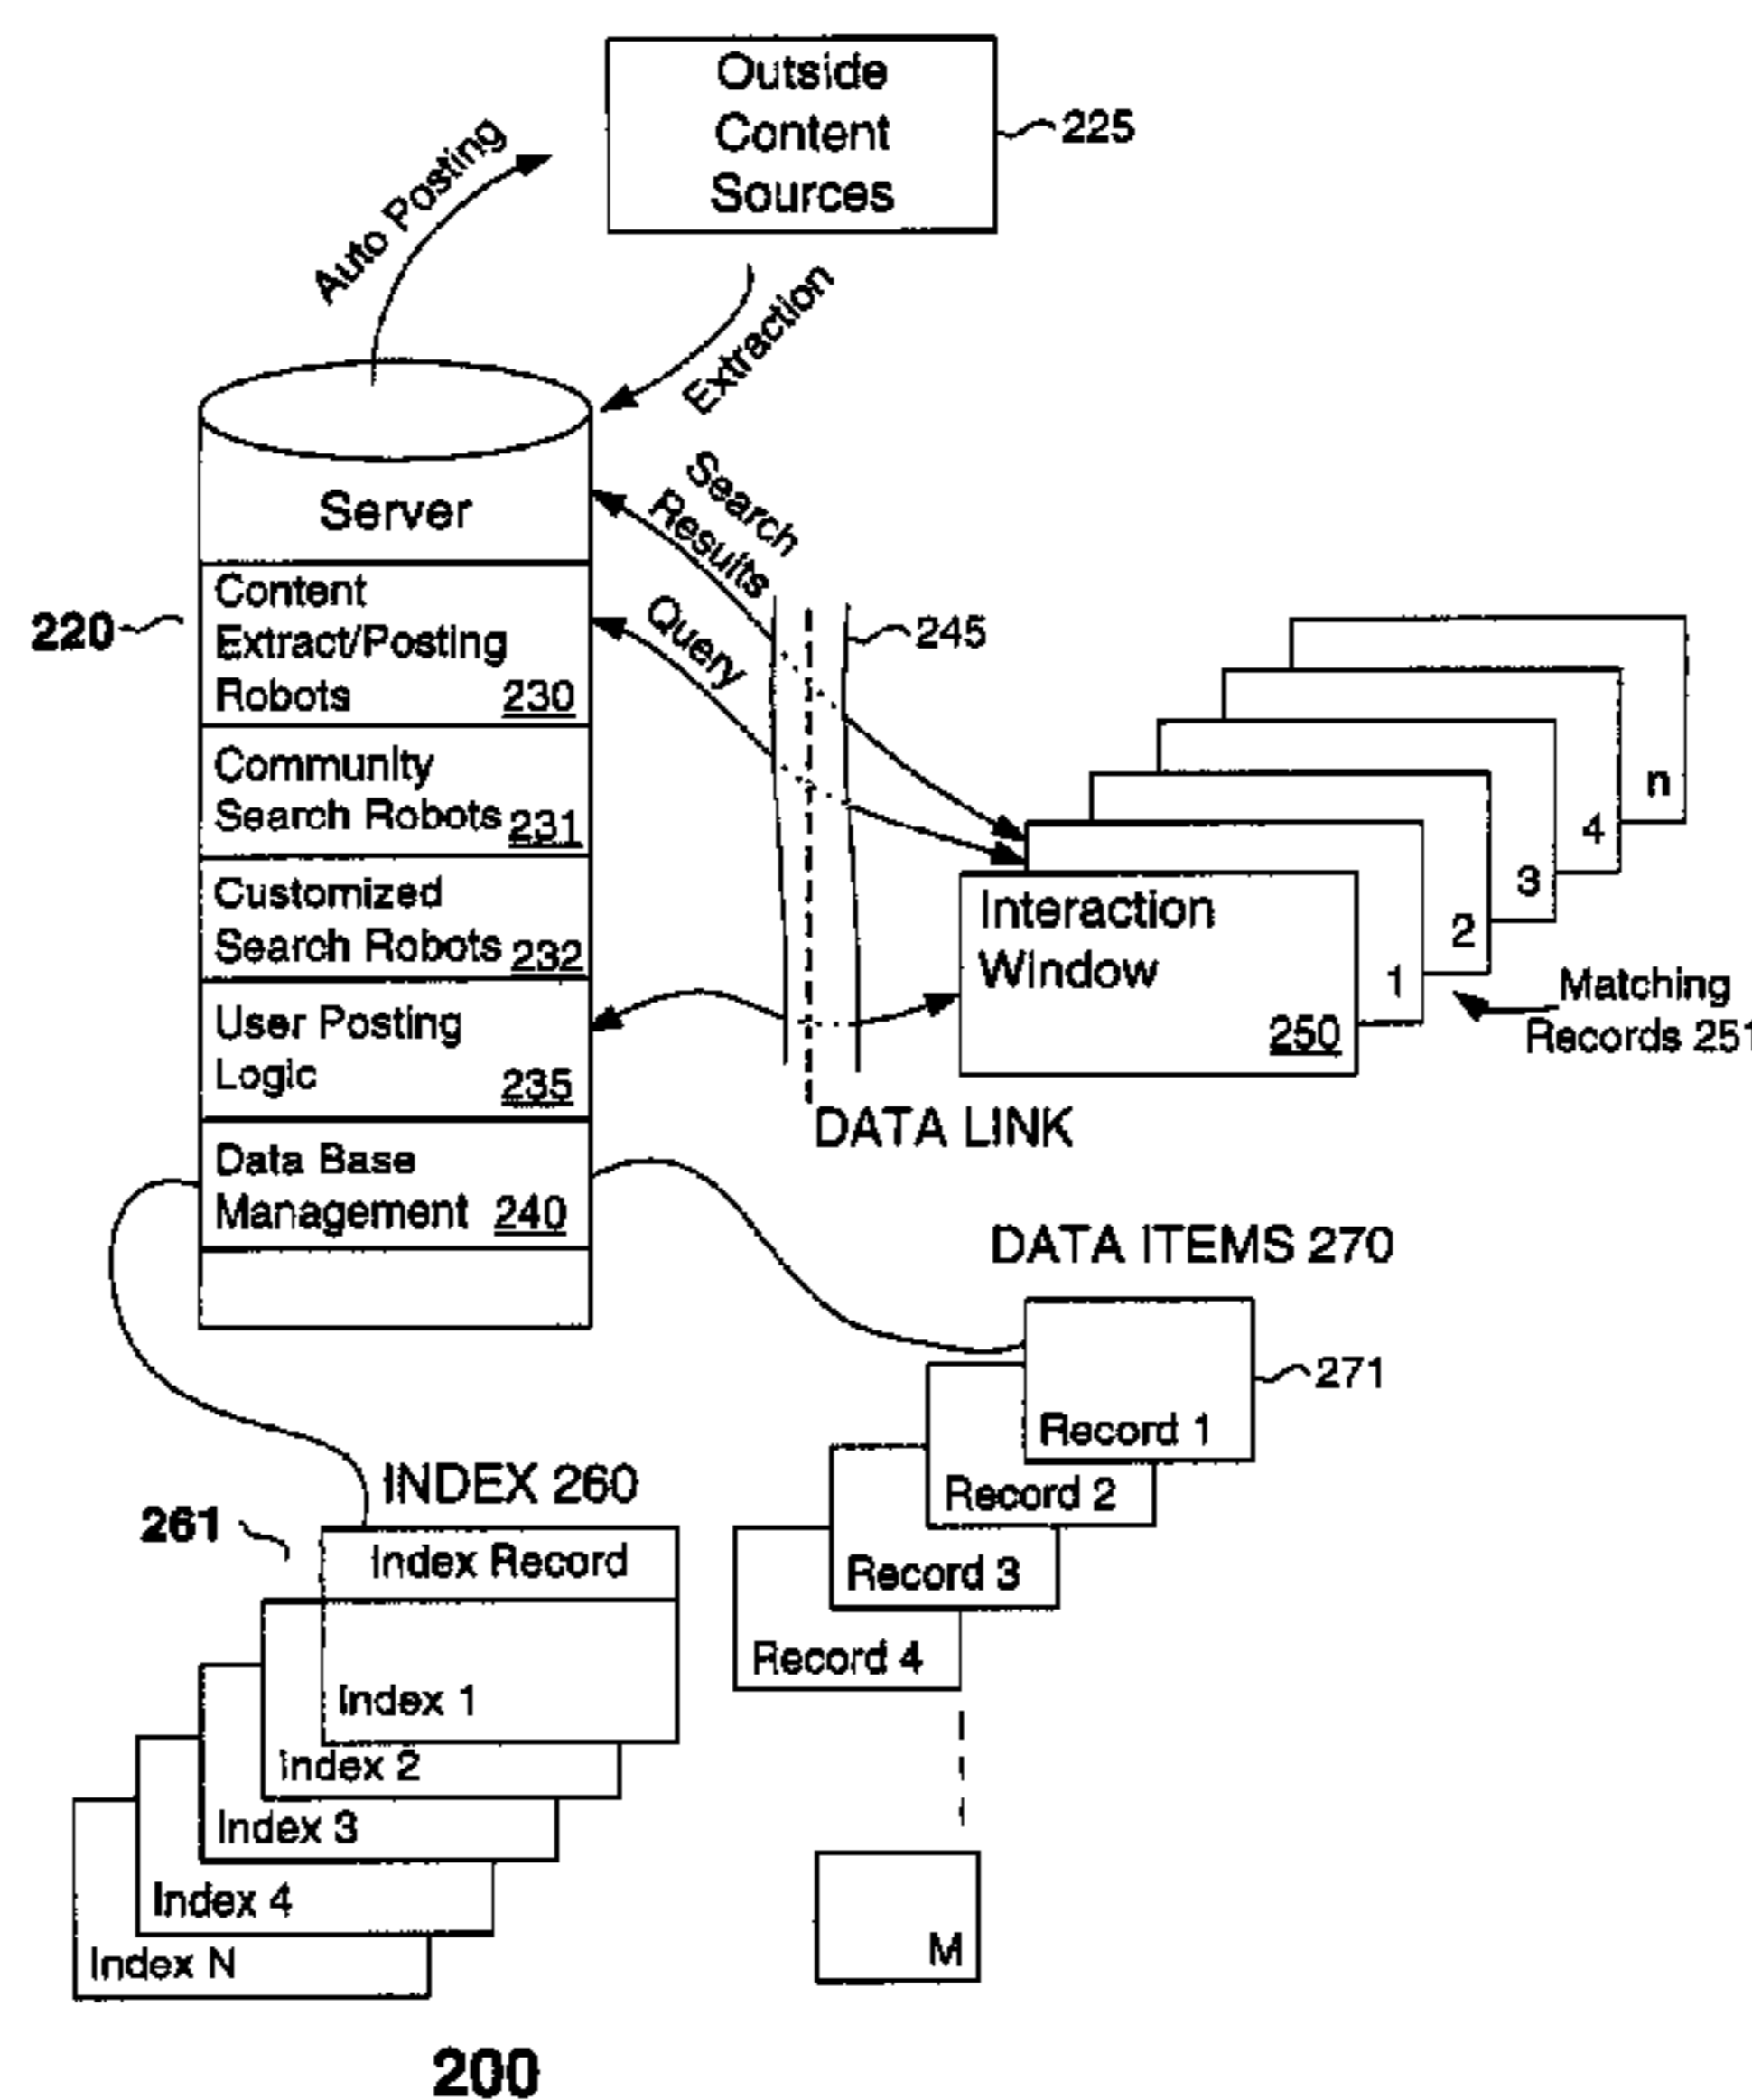 Outside
Content
Sources
225
Auto Posting
Extraction
Server
Search
Results
Query
220
Content
Extract/Posting
Robots 230
Community
Search Robots 231
Customized
Search Robots 232
User Posting
Logic 235
Data Base
Management 240
245
DATA LINK
Interaction
Window
250
1
2
3
4
n
Matching
Records 251
DATA ITEMS 270
271
Record 1
Record 2
Record 3
Record 4
M
INDEX 260
261
Index Record
Index 1
Index 2
Index 3
Index 4
Index N
200